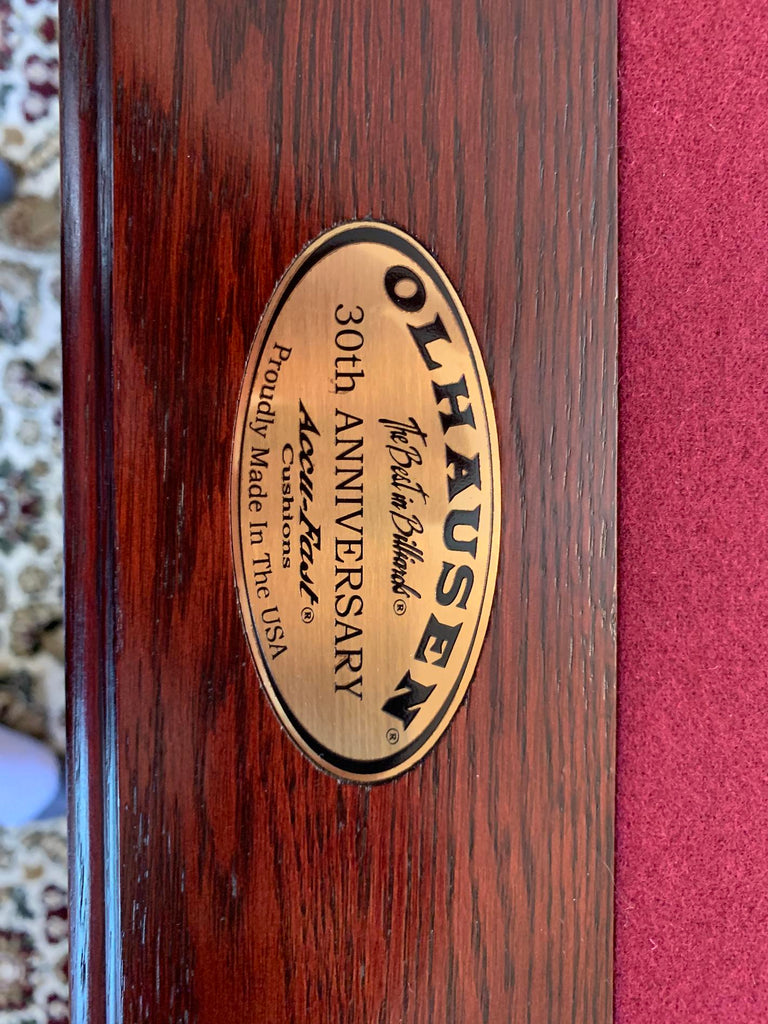 OLHAUSEN®
The Best in Billiards®
30th ANNIVERSARY
Accu-Fast®
Cushions
Proudly Made In The USA